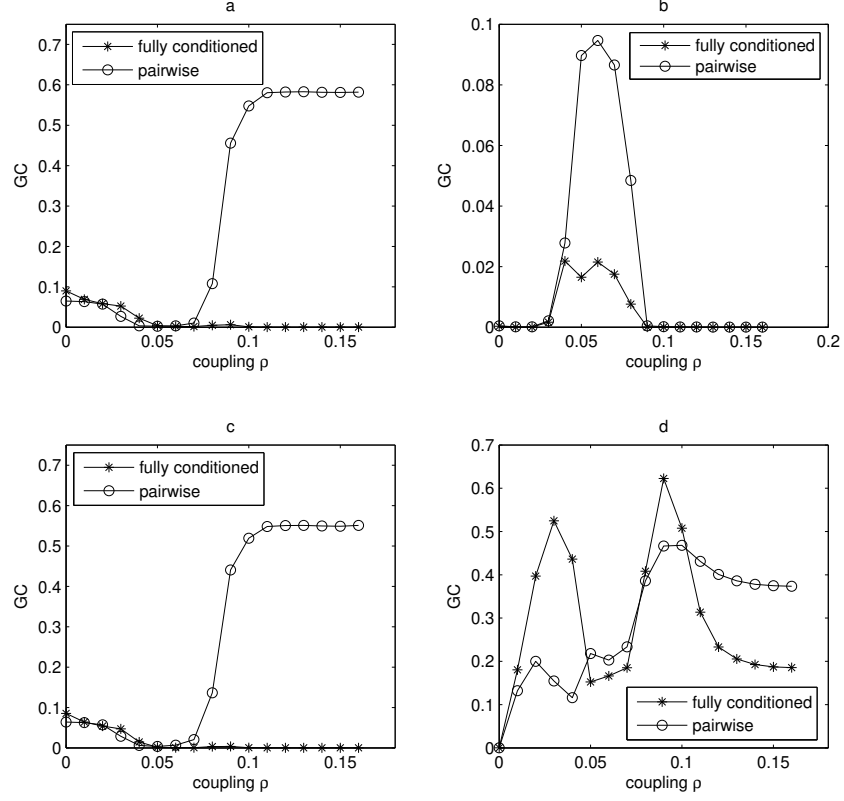 a
GC
0.7
0.6
0.5
0.4
0.3
0.2
0.1
0
fully conditioned
pairwise
0 0.05 0.1 0.15
coupling ρ
b
GC
0.1
0.08
0.06
0.04
0.02
0
fully conditioned
pairwise
0 0.05 0.1 0.15 0.2
coupling ρ
c
GC
0.7
0.6
0.5
0.4
0.3
0.2
0.1
0
fully conditioned
pairwise
0 0.05 0.1 0.15
coupling ρ
d
GC
0.7
0.6
0.5
0.4
0.3
0.2
0.1
0
fully conditioned
pairwise
0 0.05 0.1 0.15
coupling ρ